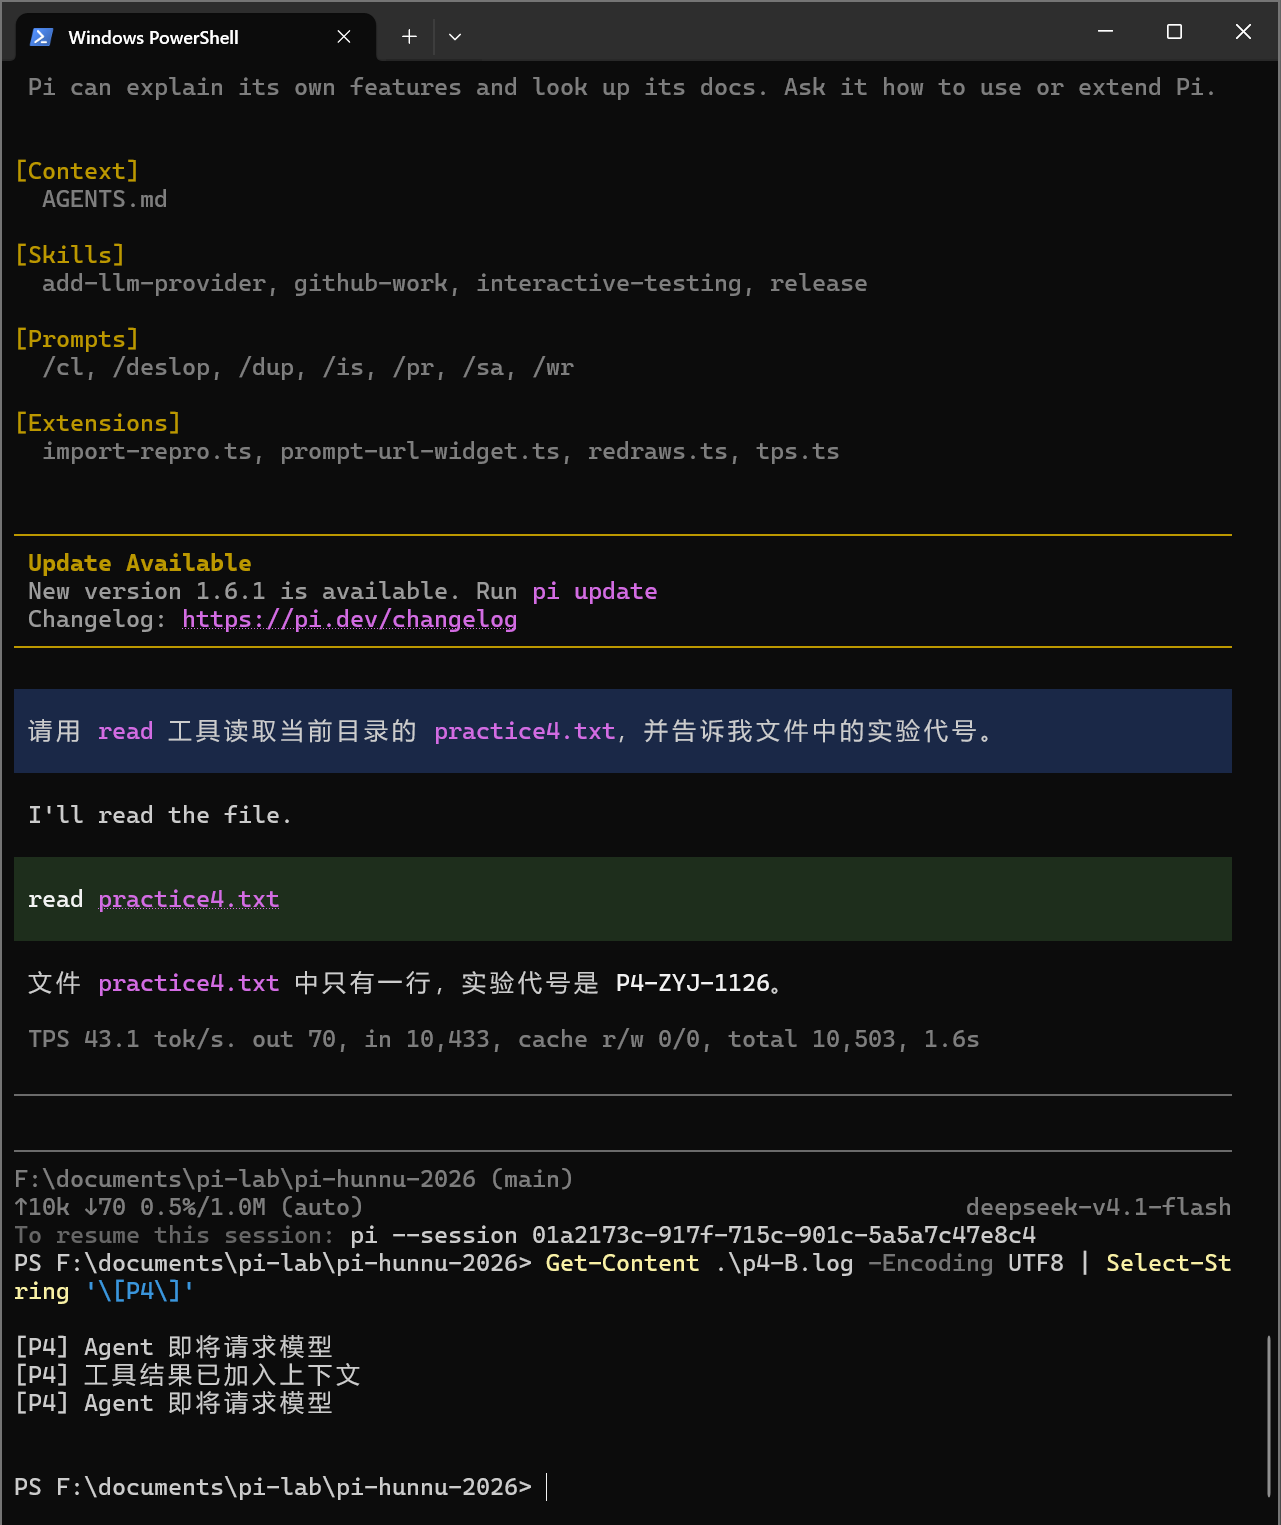 Windows PowerShell
Pi can explain its own features and look up its docs. Ask it how to use or extend Pi.
[Context]
AGENTS.md
[Skills]
add-llm-provider, github-work, interactive-testing, release
[Prompts]
/cl, /deslop, /dup, /is, /pr, /sa, /wr
[Extensions]
import-repro.ts, prompt-url-widget.ts, redraws.ts, tps.ts
Update Available
New version 1.6.1 is available. Run pi update
Changelog: https://pi.dev/changelog
请用 read 工具读取当前目录的 practice4.txt，并告诉我文件中的实验代号。
I'll read the file.
read practice4.txt
文件 practice4.txt 中只有一行，实验代号是 P4-ZYJ-1126。
TPS 43.1 tok/s. out 70, in 10,433, cache r/w 0/0, total 10,503, 1.6s
F:\documents\pi-lab\pi-hunnu-2026 (main)
↑10k ↓70 0.5%/1.0M (auto) deepseek-v4.1-flash
To resume this session: pi --session 01a2173c-917f-715c-901c-5a5a7c47e8c4
PS F:\documents\pi-lab\pi-hunnu-2026> Get-Content .\p4-B.log -Encoding UTF8 | Select-St
ring '\[P4\]'
[P4] Agent 即将请求模型
[P4] 工具结果已加入上下文
[P4] Agent 即将请求模型
PS F:\documents\pi-lab\pi-hunnu-2026>